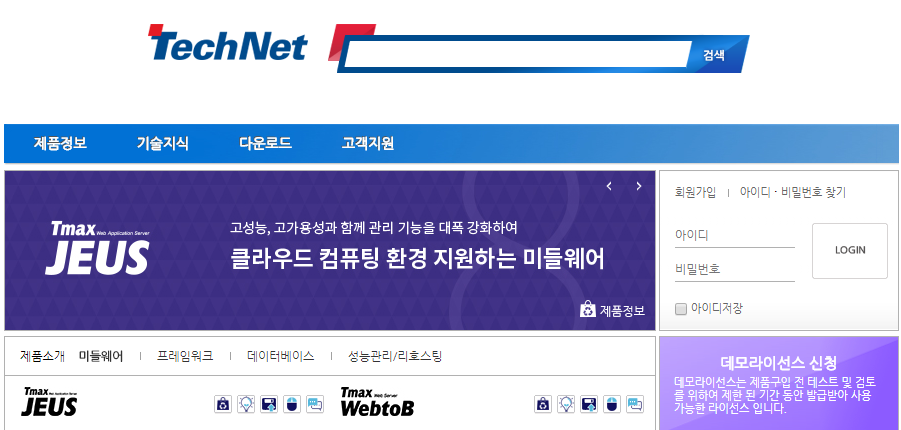 TechNet
검색
제품정보 기술지식 다운로드 고객지원
Tmax Web Application Server
JEUS
고성능, 고가용성과 함께 관리 기능을 대폭 강화하여
클라우드 컴퓨팅 환경 지원하는 미들웨어
제품정보
회원가입 | 아이디 · 비밀번호 찾기
아이디
비밀번호
LOGIN
아이디저장
제품소개 미들웨어 | 프레임워크 | 데이터베이스 | 성능관리/리호스팅
Tmax Web Application Server
JEUS
Tmax Web Server
WebtoB
데모라이선스 신청
데모라이선스는 제품구입 전 테스트 및 검토
를 위하여 제한 된 기간 동안 발급받아 사용
가능한 라이선스 입니다.